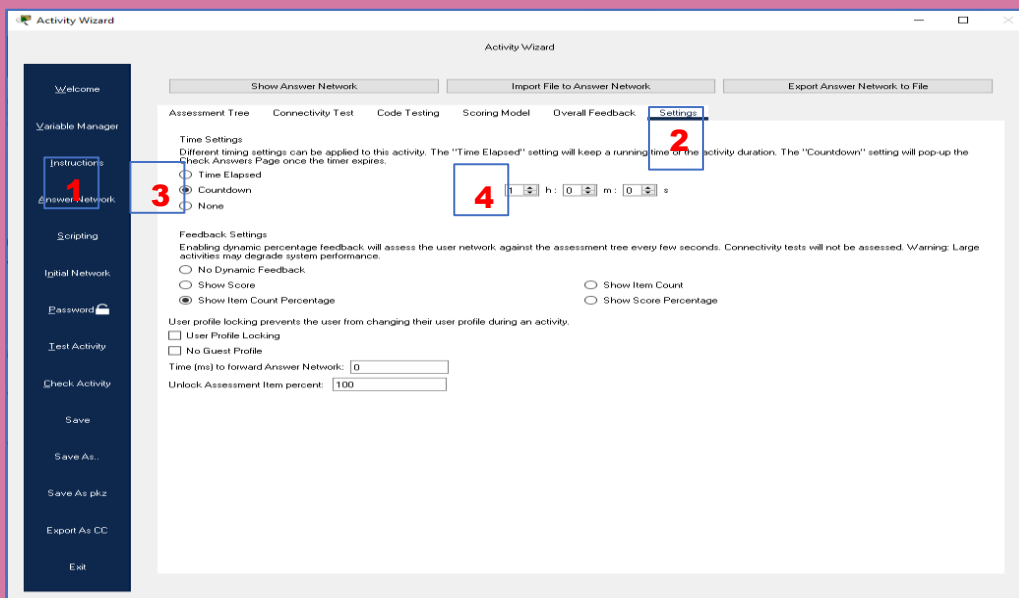 Activity Wizard
Activity Wizard
Show Answer Network
Import File to Answer Network
Export Answer Network to File
Assessment Tree
Connectivity Test
Code Testing
Scoring Model
Overall Feedback
Settings
Welcome
Variable Manager
Instructions
Answer Network
Scripting
Initial Network
Password
Test Activity
Check Activity
Save
Save As..
Save As pkz
Export As CC
Exit
1
2
3
4
Time Settings
Different timing settings can be applied to this activity. The "Time Elapsed" setting will keep a running time of the activity duration. The "Countdown" setting will pop-up the
Check Answers Page once the timer expires.
Time Elapsed
Countdown
1 h: 0 m: 0 s
None
Feedback Settings
Enabling dynamic percentage feedback will assess the user network against the assessment tree every few seconds. Connectivity tests will not be assessed. Warning: Large
activities may degrade system performance.
No Dynamic Feedback
Show Score
Show Item Count
Show Item Count Percentage
Show Score Percentage
User profile locking prevents the user from changing their user profile during an activity.
User Profile Locking
No Guest Profile
Time (ms) to forward Answer Network: 0
Unlock Assessment Item percent: 100